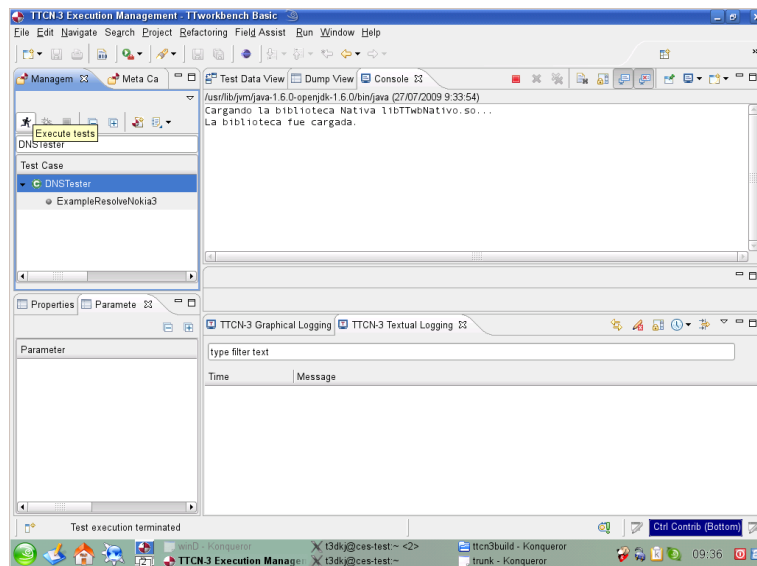 TTCN-3 Execution Management - TTworkbench Basic
File Edit Navigate Search Project Refactoring Field Assist Run Window Help
Managem Meta Ca
Test Data View Dump View Console
/usr/lib/jvm/java-1.6.0-openjdk-1.6.0/bin/java (27/07/2009 9:33:54)
Cargando la biblioteca Nativa libTTwbNativo.so...
La biblioteca fue cargada.
Execute tests
DNSTester
Test Case
DNSTester
ExampleResolveNokia3
Properties Paramete
Parameter
TTCN-3 Graphical Logging TTCN-3 Textual Logging
type filter text
Time Message
Test execution terminated
Ctrl Contrib (Bottom)
winD - Konqueror
t3dkj@ces-test:~ <2>
ttcn3build - Konqueror
2
TTCN-3 Execution Manager
t3dkj@ces-test:~
trunk - Konqueror
09:36